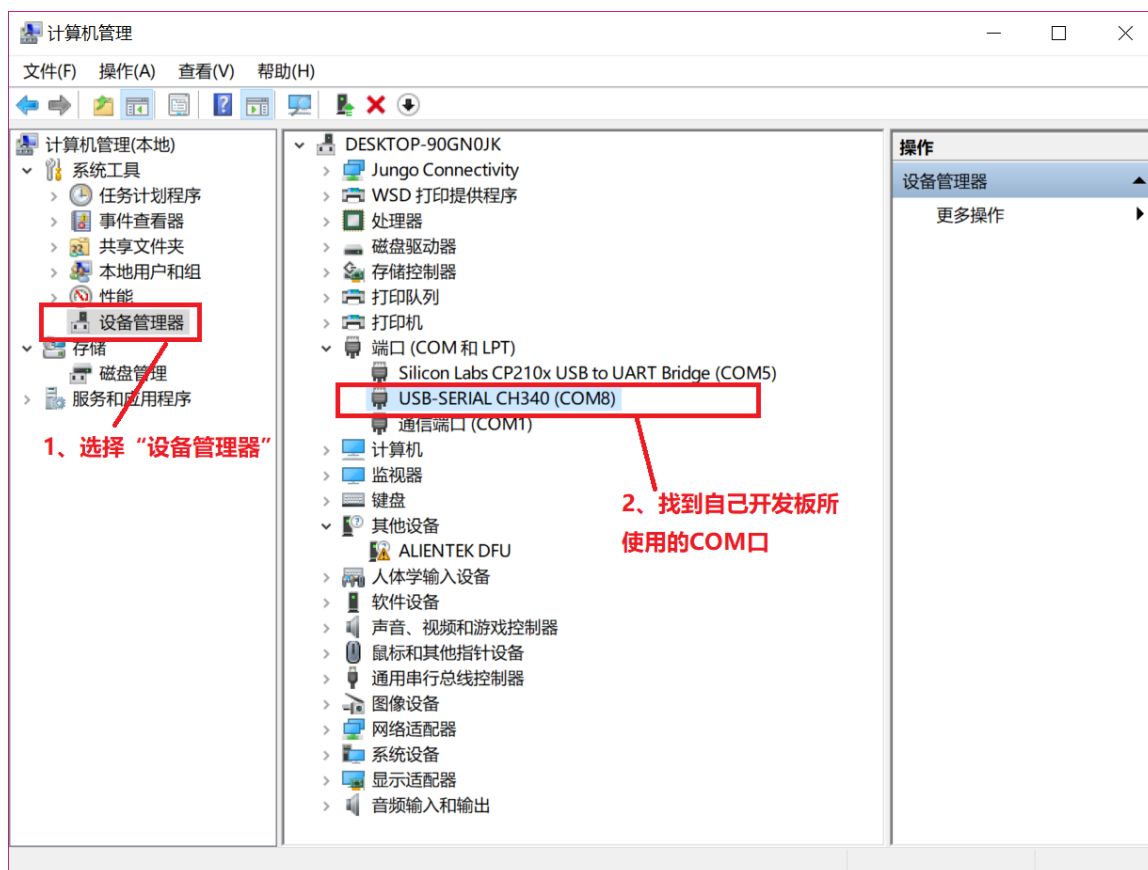 计算机管理
文件(F) 操作(A) 查看(V) 帮助(H)
计算机管理(本地)
系统工具
任务计划程序
事件查看器
共享文件夹
本地用户和组
性能
设备管理器
存储
磁盘管理
服务和应用程序
1、选择“设备管理器”
DESKTOP-90GN0JK
Jungo Connectivity
WSD 打印提供程序
处理器
磁盘驱动器
存储控制器
打印队列
打印机
端口 (COM 和 LPT)
Silicon Labs CP210x USB to UART Bridge (COM5)
USB-SERIAL CH340 (COM8)
通信端口 (COM1)
计算机
监视器
键盘
其他设备
ALIENTEK DFU
人体学输入设备
软件设备
声音、视频和游戏控制器
鼠标和其他指针设备
通用串行总线控制器
图像设备
网络适配器
系统设备
显示适配器
音频输入和输出
2、找到自己开发板所
使用的COM口
操作
设备管理器
更多操作